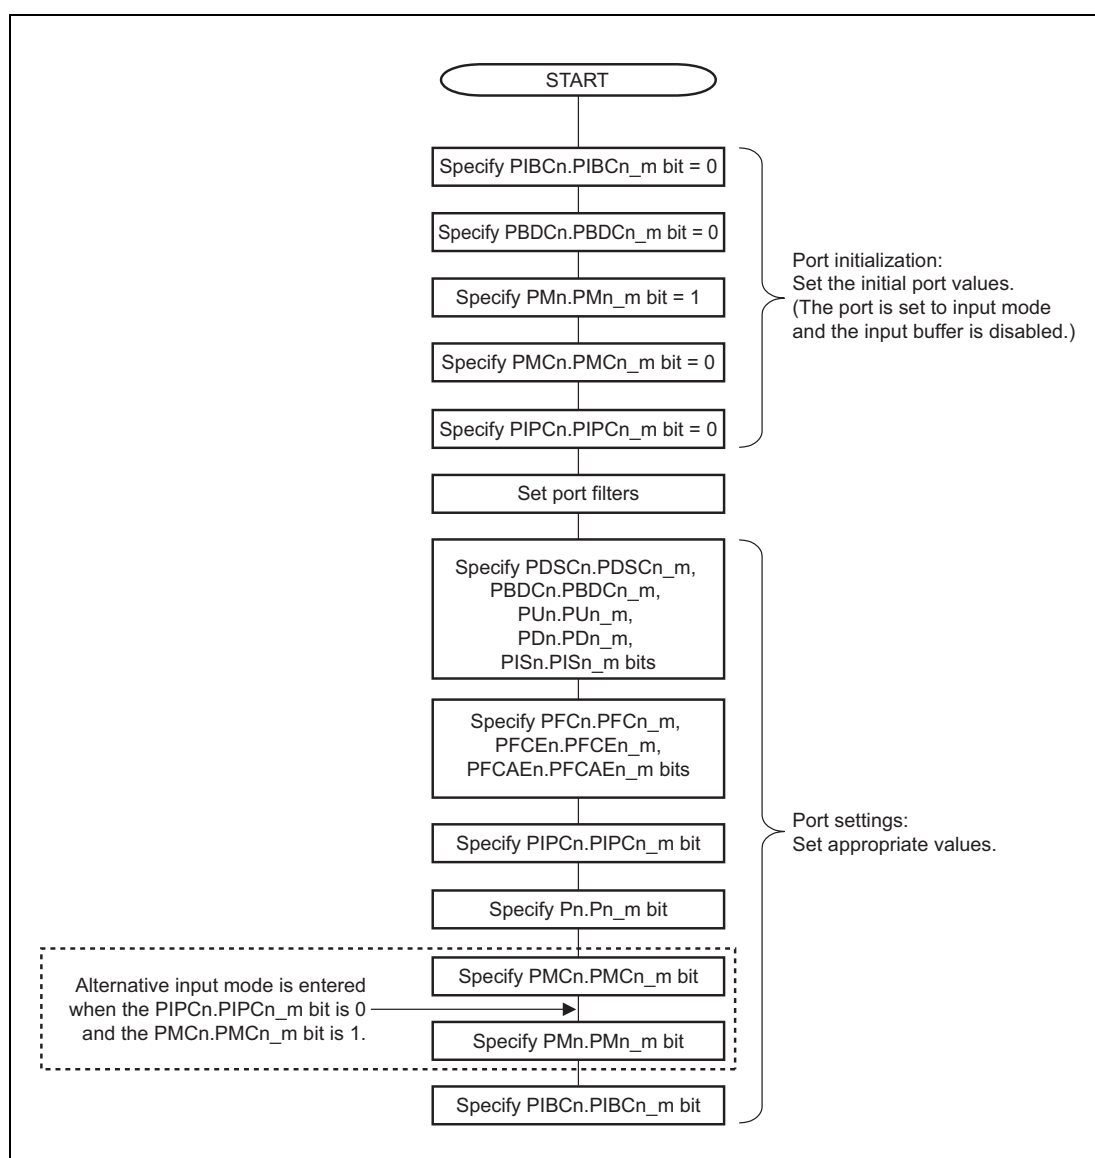 START
Specify PIBCn.PIBCn_m bit = 0
Specify PBDCn.PBDCn_m bit = 0
Specify PMn.PMn_m bit = 1
Specify PMCn.PMCn_m bit = 0
Specify PIPCn.PIPCn_m bit = 0
Port initialization:
Set the initial port values.
(The port is set to input mode
and the input buffer is disabled.)
Set port filters
Specify PDSCn.PDSCn_m,
PBDCn.PBDCn_m,
PUn.PUn_m,
PDn.PDn_m,
PISn.PISn_m bits
Specify PFCn.PFCn_m,
PFCEn.PFCEn_m,
PFCAEn.PFCAEn_m bits
Specify PIPCn.PIPCn_m bit
Port settings:
Set appropriate values.
Specify Pn.Pn_m bit
Specify PMCn.PMCn_m bit
Alternative input mode is entered
when the PIPCn.PIPCn_m bit is 0
and the PMCn.PMCn_m bit is 1.
Specify PMn.PMn_m bit
Specify PIBCn.PIBCn_m bit